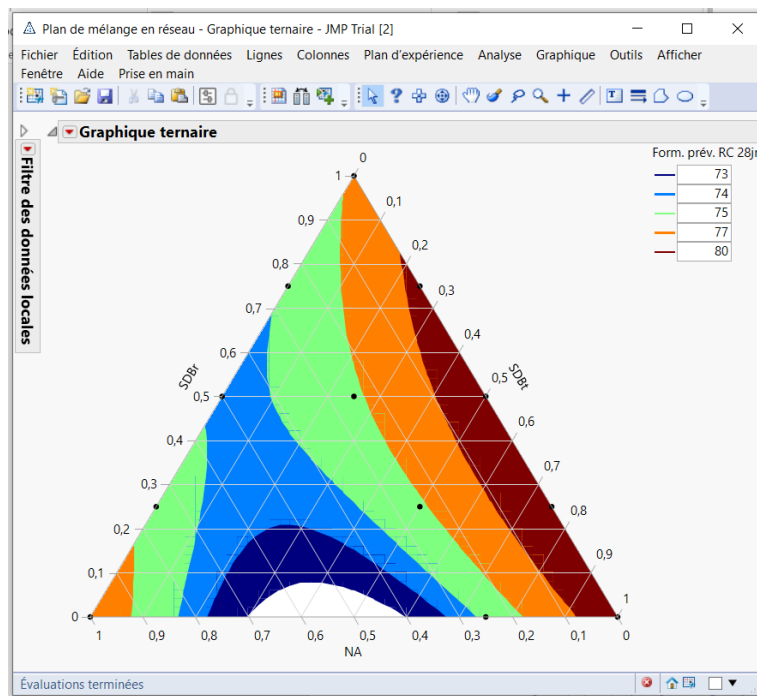 Plan de mélange en réseau - Graphique ternaire - JMP Trial [2]
Fichier Édition Tables de données Lignes Colonnes Plan d'expérience Analyse Graphique Outils Afficher
Fenêtre Aide Prise en main
Graphique ternaire
Filtre des données locales
Form. prév. RC 28jr
73
74
75
77
80
0
1
0,1
0,9
0,2
0,8
0,3
0,7
0,4
0,6
SDBr
SDBt
0,5
0,5
0,6
0,4
0,7
0,3
0,8
0,2
0,9
0,1
1
0
1 0,9 0,8 0,7 0,6 0,5 0,4 0,3 0,2 0,1 0
NA
Évaluations terminées